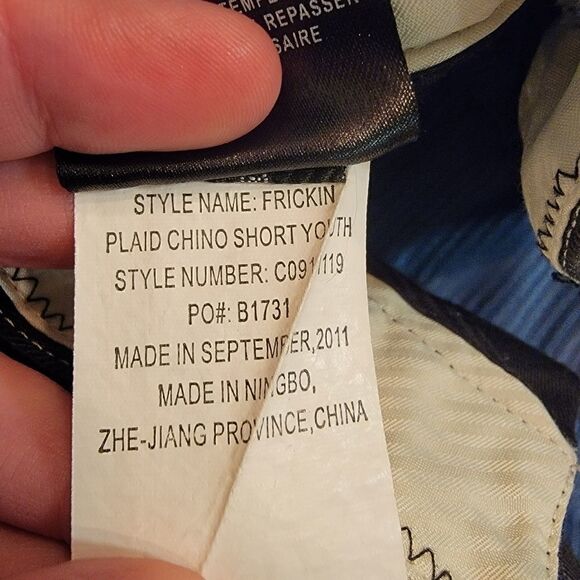 REPASSER
STYLE NAME: FRICKIN
PLAID CHINO SHORT YOUTH
STYLE NUMBER: C091 119
PO#: B1731
MADE IN SEPTEMBER,2011
MADE IN NINGBO,
ZHE-JIANG PROVINCE,CHINA